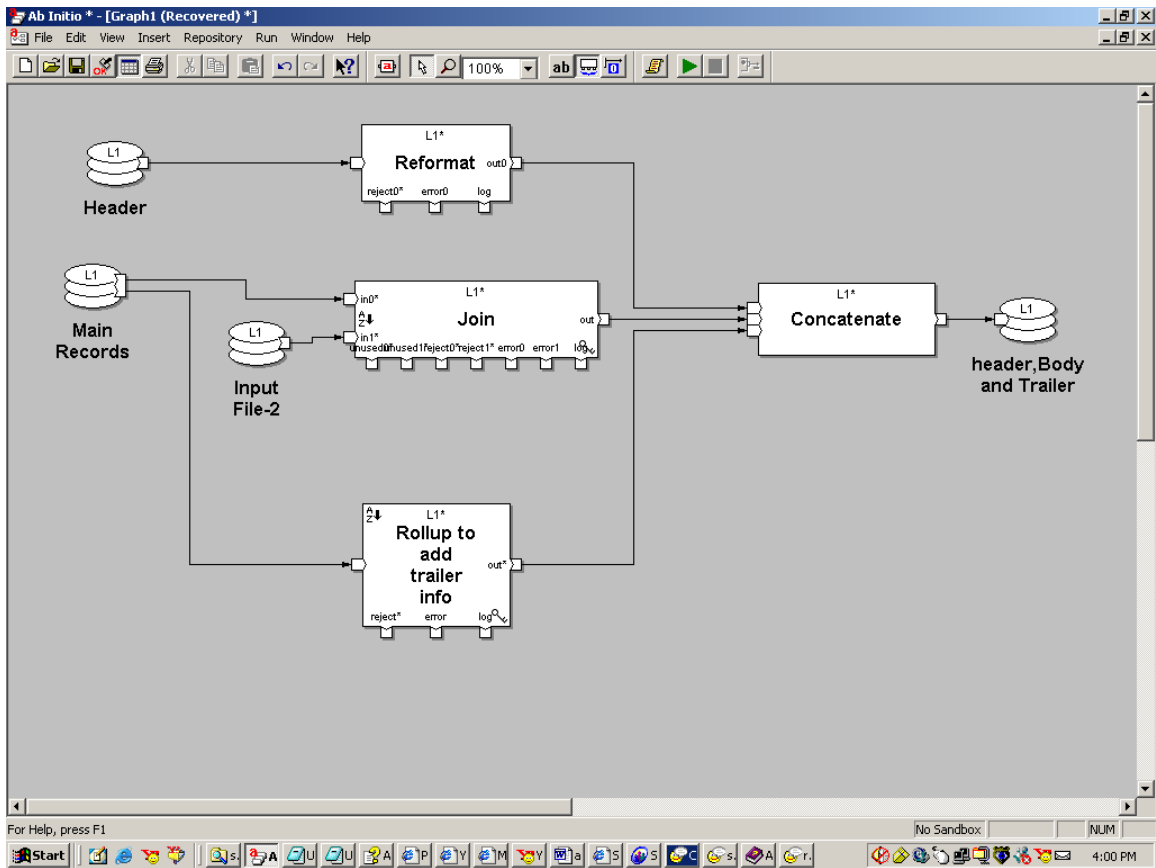 Ab Initio * - [Graph1 (Recovered) *]
File Edit View Insert Repository Run Window Help
100%
ab
L1
Header
L1*
Reformat
out0
reject0* error0 log
L1
Main
Records
L1
Input
File-2
L1*
in0*
Join
out
in1*
unused0* unused1* reject0* reject1* error0 error1 log
L1*
Concatenate
L1
header,Body
and Trailer
L1*
Rollup to
add
trailer
info
out*
reject* error log
For Help, press F1
No Sandbox
NUM
Start
s. A U U A P Y M Y a S S C s. A r.
4:00 PM